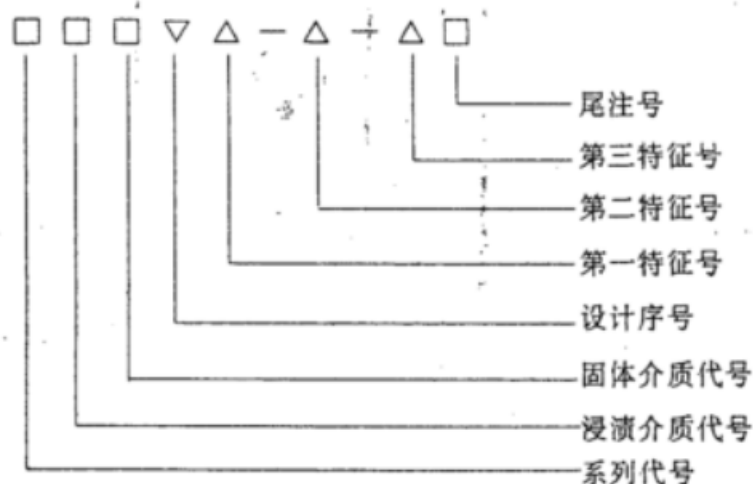 □□□▽△-△-△□
尾注号
第三特征号
第二特征号
第一特征号
设计序号
固体介质代号
浸渍介质代号
系列代号